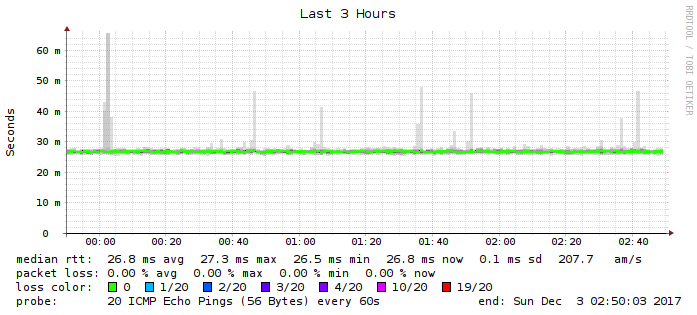 Last 3 Hours
RRDTOOL / TOBI OETIKER
Seconds
60 m
50 m
40 m
30 m
20 m
10 m
0
00:00 00:20 00:40 01:00 01:20 01:40 02:00 02:20 02:40
median rtt: 26.8 ms avg 27.3 ms max 26.5 ms min 26.8 ms now 0.1 ms sd 207.7 am/s
packet loss: 0.00 % avg 0.00 % max 0.00 % min 0.00 % now
loss color: 0 1/20 2/20 3/20 4/20 10/20 19/20
probe: 20 ICMP Echo Pings (56 Bytes) every 60s end: Sun Dec 3 02:50:03 2017